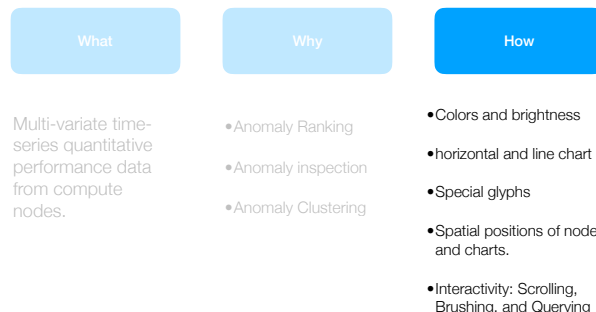 What
Why
How
Multi-variate time-
series quantitative
performance data
from compute
nodes.
•Anomaly Ranking
•Anomaly inspection
•Anomaly Clustering
•Colors and brightness
•horizontal and line chart
•Special glyphs
•Spatial positions of node
and charts.
•Interactivity: Scrolling,
Brushing, and Querying